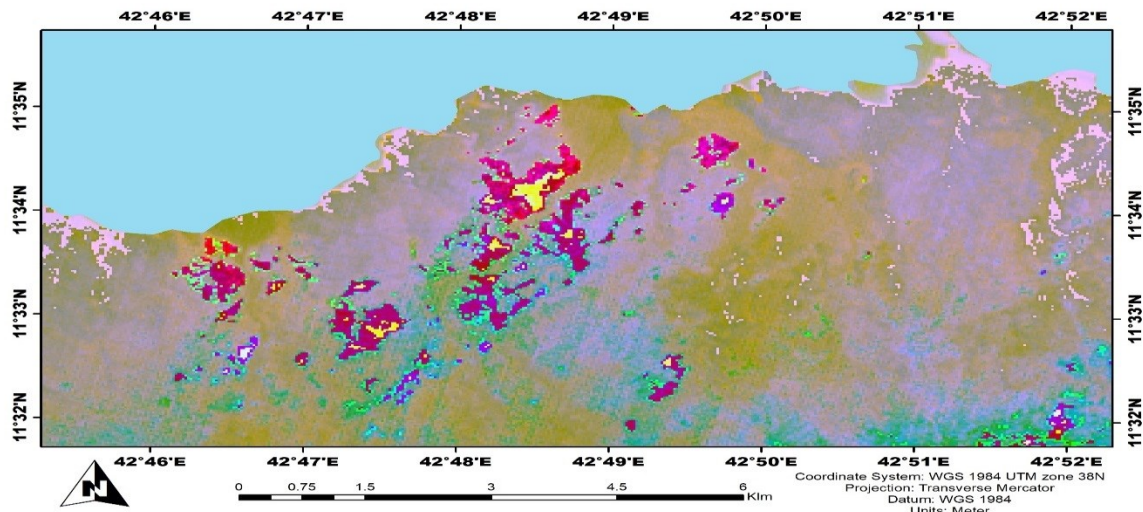 42°46'E 42°47'E 42°48'E 42°49'E 42°50'E 42°51'E 42°52'E
11°35'N 11°35'N
11°34'N 11°34'N
11°33'N 11°33'N
11°32'N 11°32'N
42°46'E 42°47'E 42°48'E 42°49'E 42°50'E 42°51'E 42°52'E
N
0 0.75 1.5 3 4.5 6
Klm
Coordinate System: WGS 1984 UTM zone 38N
Projection: Transverse Mercator
Datum: WGS 1984
Units: Meter